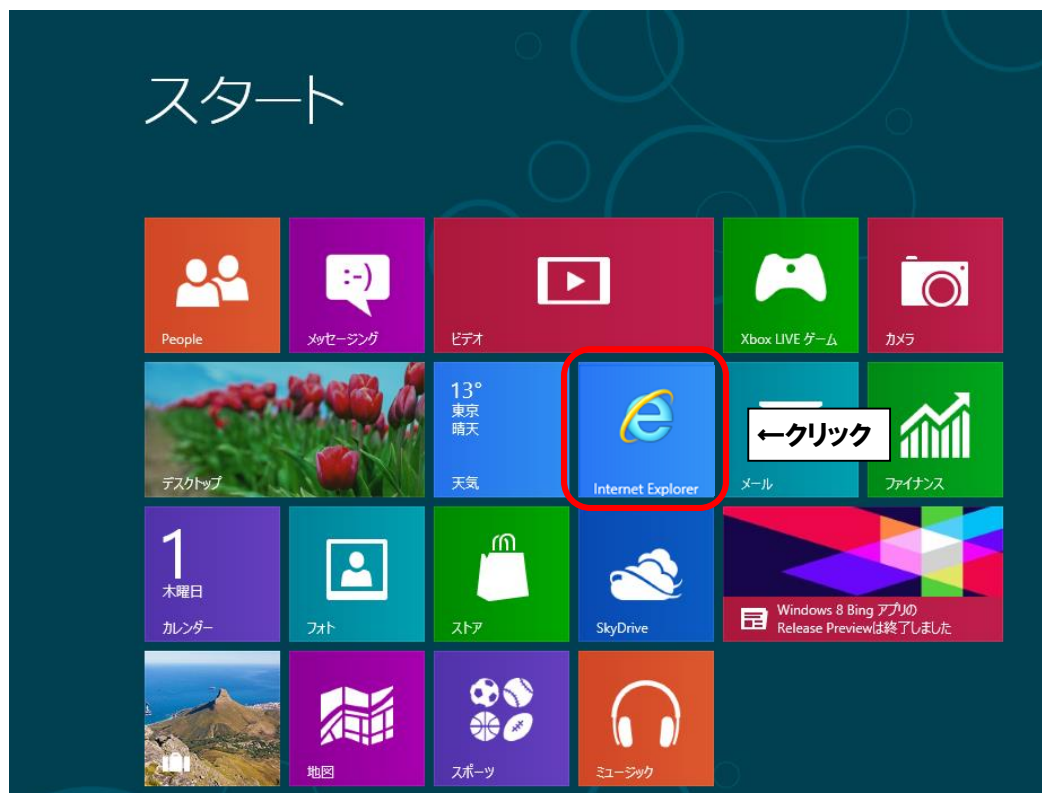 スタート
:-)
People
メッセージング
ビデオ
Xbox LIVE ゲーム
カメラ
デスクトップ
13°
東京
晴天
天気
Internet Explorer
←クリック
メール
ファイナンス
1
木曜日
カレンダー
フォト
ストア
SkyDrive
Windows 8 Bing アプリの
Release Previewは終了しました
地図
スポーツ
ミュージック